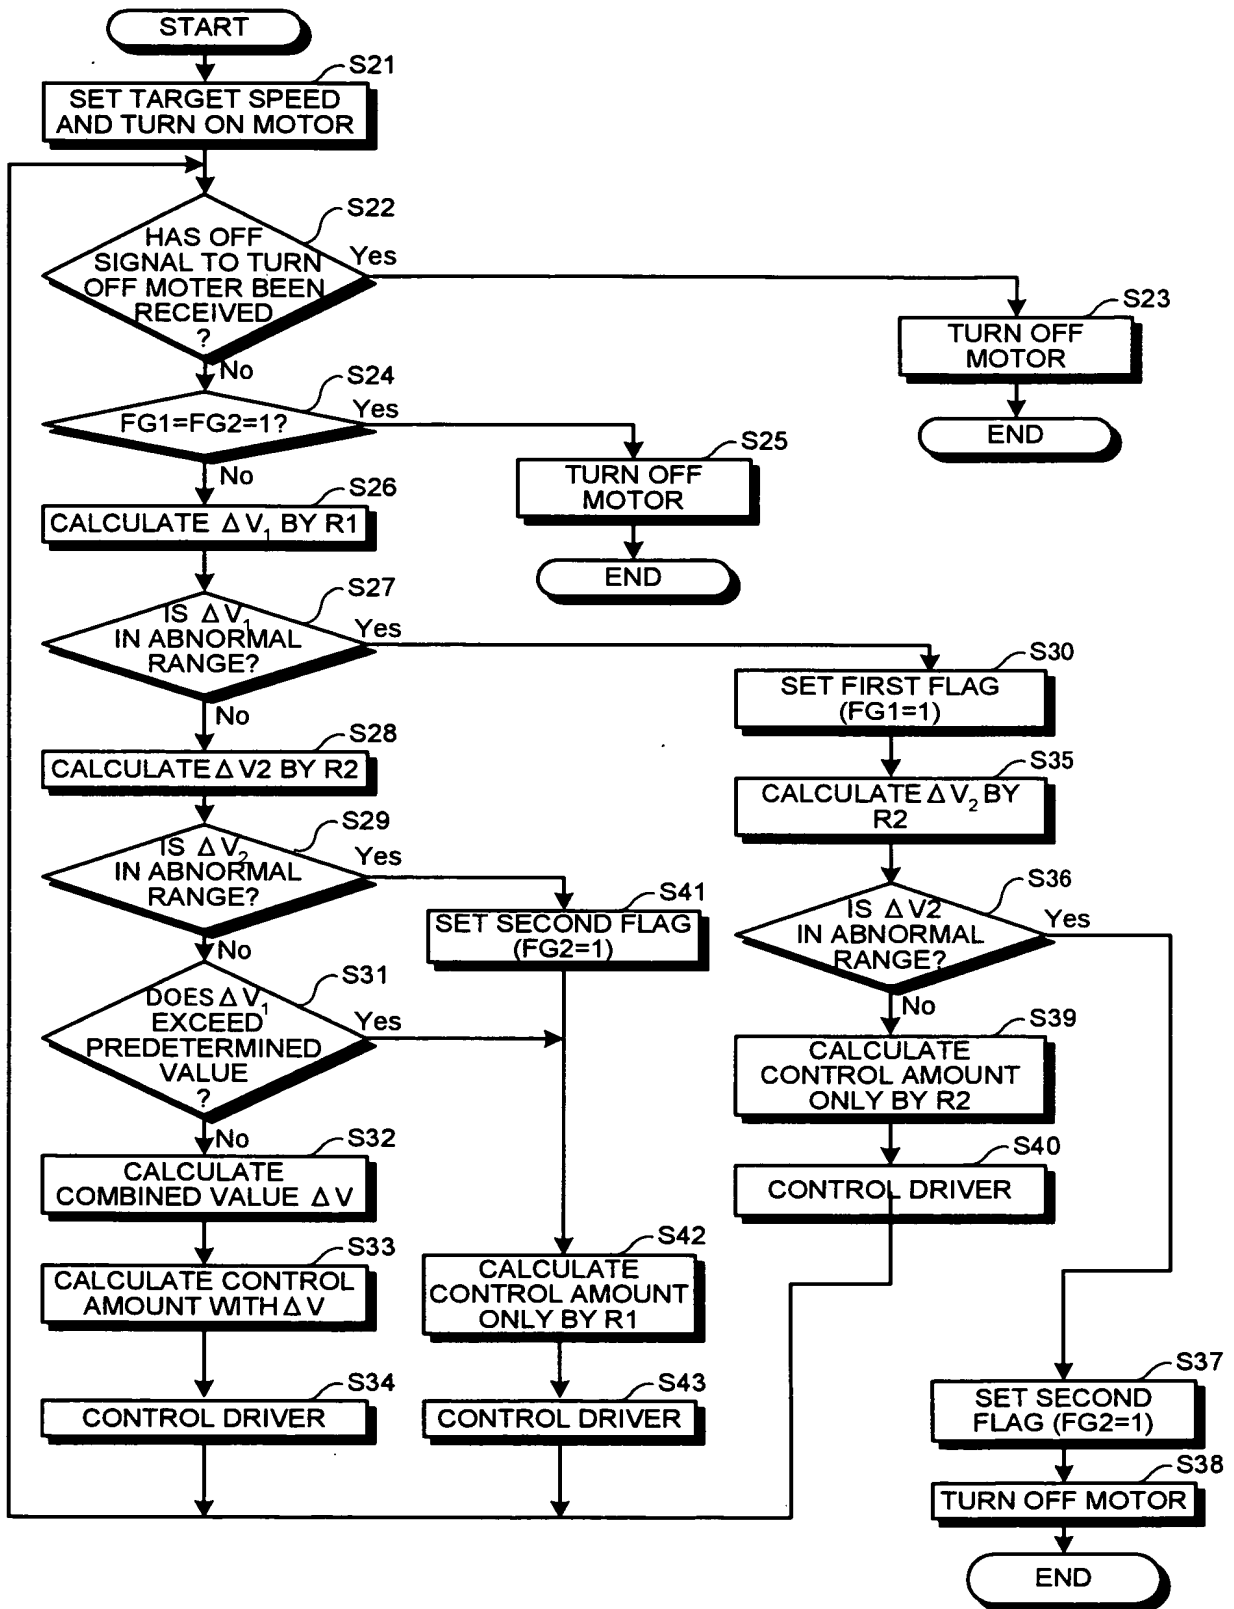 START
S21
SET TARGET SPEED
AND TURN ON MOTOR
S22
HAS OFF
SIGNAL TO TURN
OFF MOTER BEEN
RECEIVED
?
Yes
No
S23
TURN OFF
MOTOR
END
S24
FG1=FG2=1?
Yes
No
S25
TURN OFF
MOTOR
END
S26
CALCULATE ΔV₁ BY R1
S27
IS ΔV₁
IN ABNORMAL
RANGE?
Yes
No
S28
CALCULATE ΔV2 BY R2
S29
IS ΔV₂
IN ABNORMAL
RANGE?
Yes
No
S41
SET SECOND FLAG
(FG2=1)
S31
DOES ΔV₁
EXCEED
PREDETERMINED
VALUE
?
Yes
No
S32
CALCULATE
COMBINED VALUE ΔV
S33
CALCULATE CONTROL
AMOUNT WITH ΔV
S34
CONTROL DRIVER
S42
CALCULATE
CONTROL AMOUNT
ONLY BY R1
S43
CONTROL DRIVER
S30
SET FIRST FLAG
(FG1=1)
S35
CALCULATE ΔV₂ BY
R2
S36
IS ΔV2
IN ABNORMAL
RANGE?
Yes
No
S39
CALCULATE
CONTROL AMOUNT
ONLY BY R2
S40
CONTROL DRIVER
S37
SET SECOND
FLAG (FG2=1)
S38
TURN OFF MOTOR
END